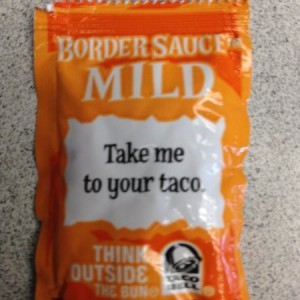 BORDER SAUCE
MILD
Take me
to your taco.
THINK
OUTSIDE
THE BUN
TACO
BELL